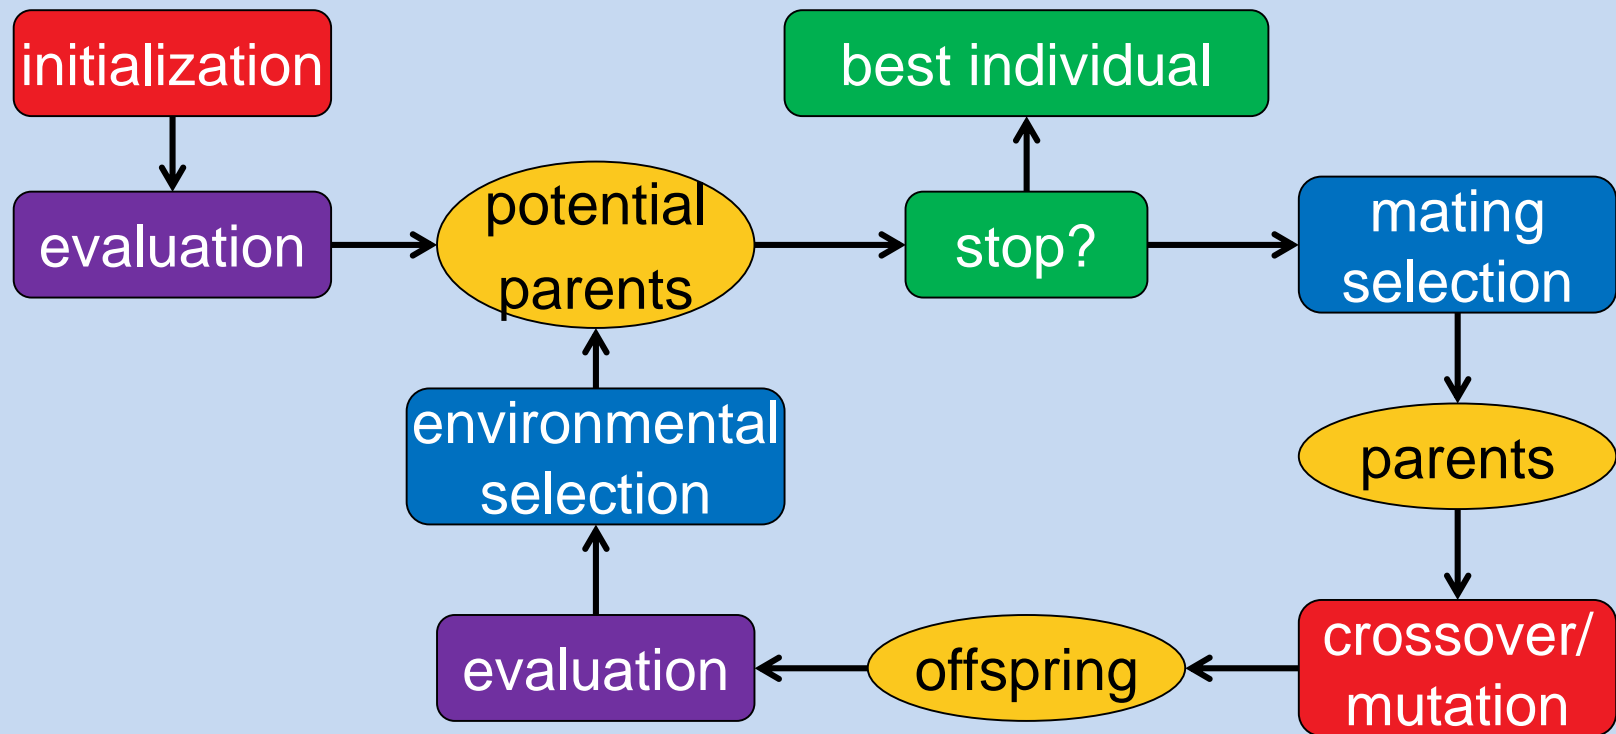 initialization
best individual
evaluation
potential
parents
stop?
mating
selection
environmental
selection
parents
evaluation
offspring
crossover/
mutation